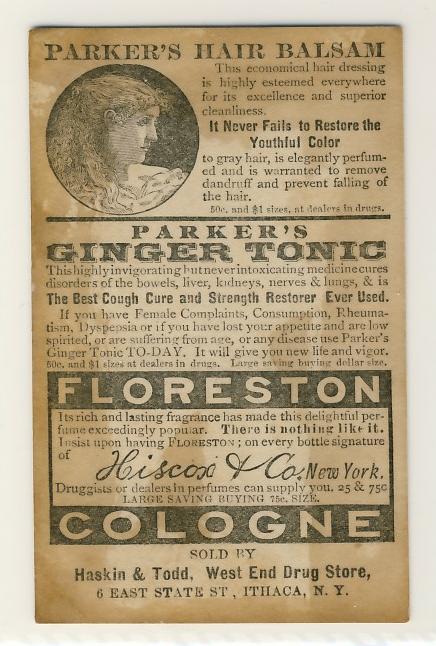 PARKER'S HAIR BALSAM
This economical hair dressing
is highly esteemed everywhere
for its excellence and superior
cleanliness.
It Never Fails to Restore the
Youthful Color
to gray hair, is elegantly perfum-
ed and is warranted to remove
dandruff and prevent falling of
the hair.
50c. and $1 sizes, at dealers in drugs.
PARKER'S
GINGER TONIC
This highly invigorating but never intoxicating medicine cures
disorders of the bowels, liver, kidneys, nerves & lungs, & is
The Best Cough Cure and Strength Restorer Ever Used.
If you have Female Complaints, Consumption, Rheuma-
tism, Dyspepsia or if you have lost your appetite and are low
spirited, or are suffering from age, or any disease use Parker's
Ginger Tonic TO-DAY. It will give you new life and vigor.
50c. and $1 sizes at dealers in drugs. Large saving buying dollar size.
FLORESTON
Its rich and lasting fragrance has made this delightful per-
fume exceedingly popular. There is nothing like it.
Insist upon having FLORESTON; on every bottle signature
of Hiscox & Co. New York.
Druggists or dealers in perfumes can supply you. 25 & 75c
LARGE SAVING BUYING 75c. SIZE.
COLOGNE
SOLD BY
Haskin & Todd, West End Drug Store,
6 EAST STATE ST, ITHACA, N. Y.